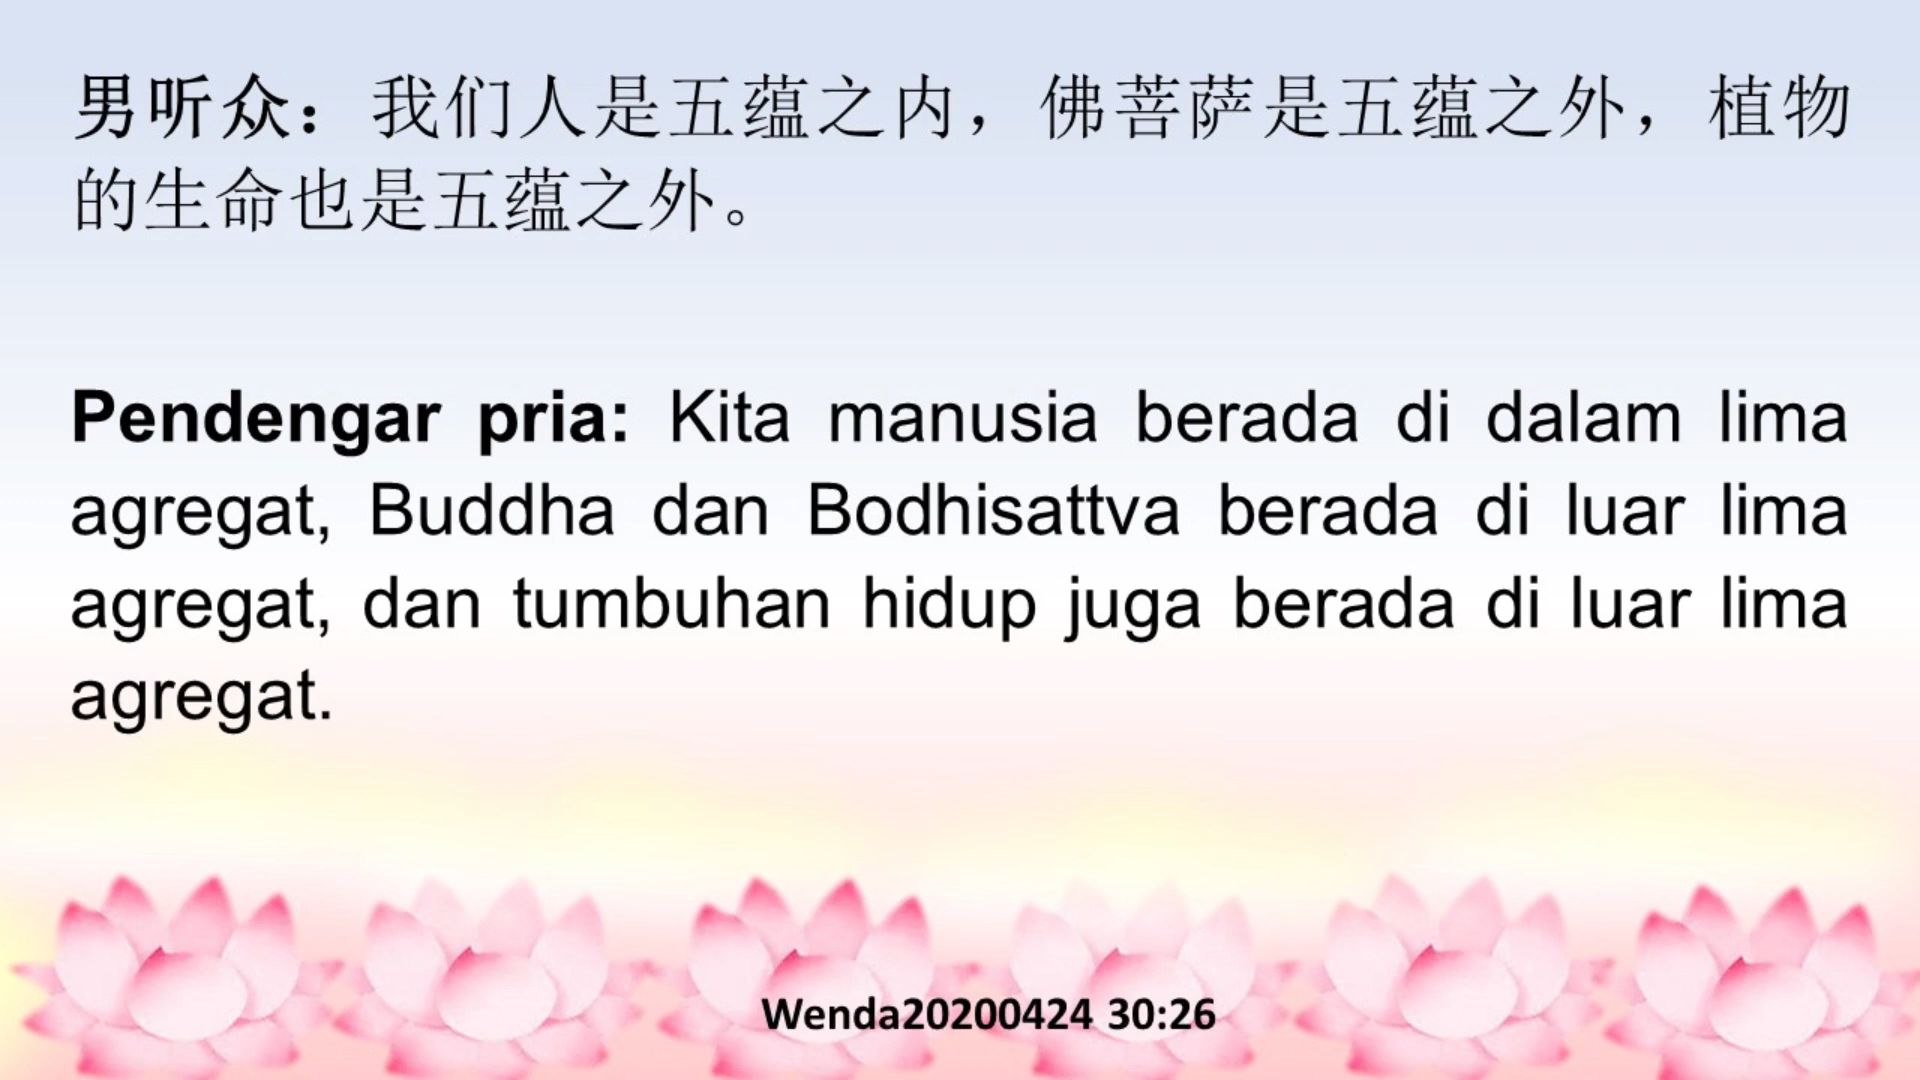 男听众：我们人是五蕴之内，佛菩萨是五蕴之外，植物
的生命也是五蕴之外。
Pendengar pria: Kita manusia berada di dalam lima
agregat, Buddha dan Bodhisattva berada di luar lima
agregat, dan tumbuhan hidup juga berada di luar lima
agregat.
Wenda20200424 30:26